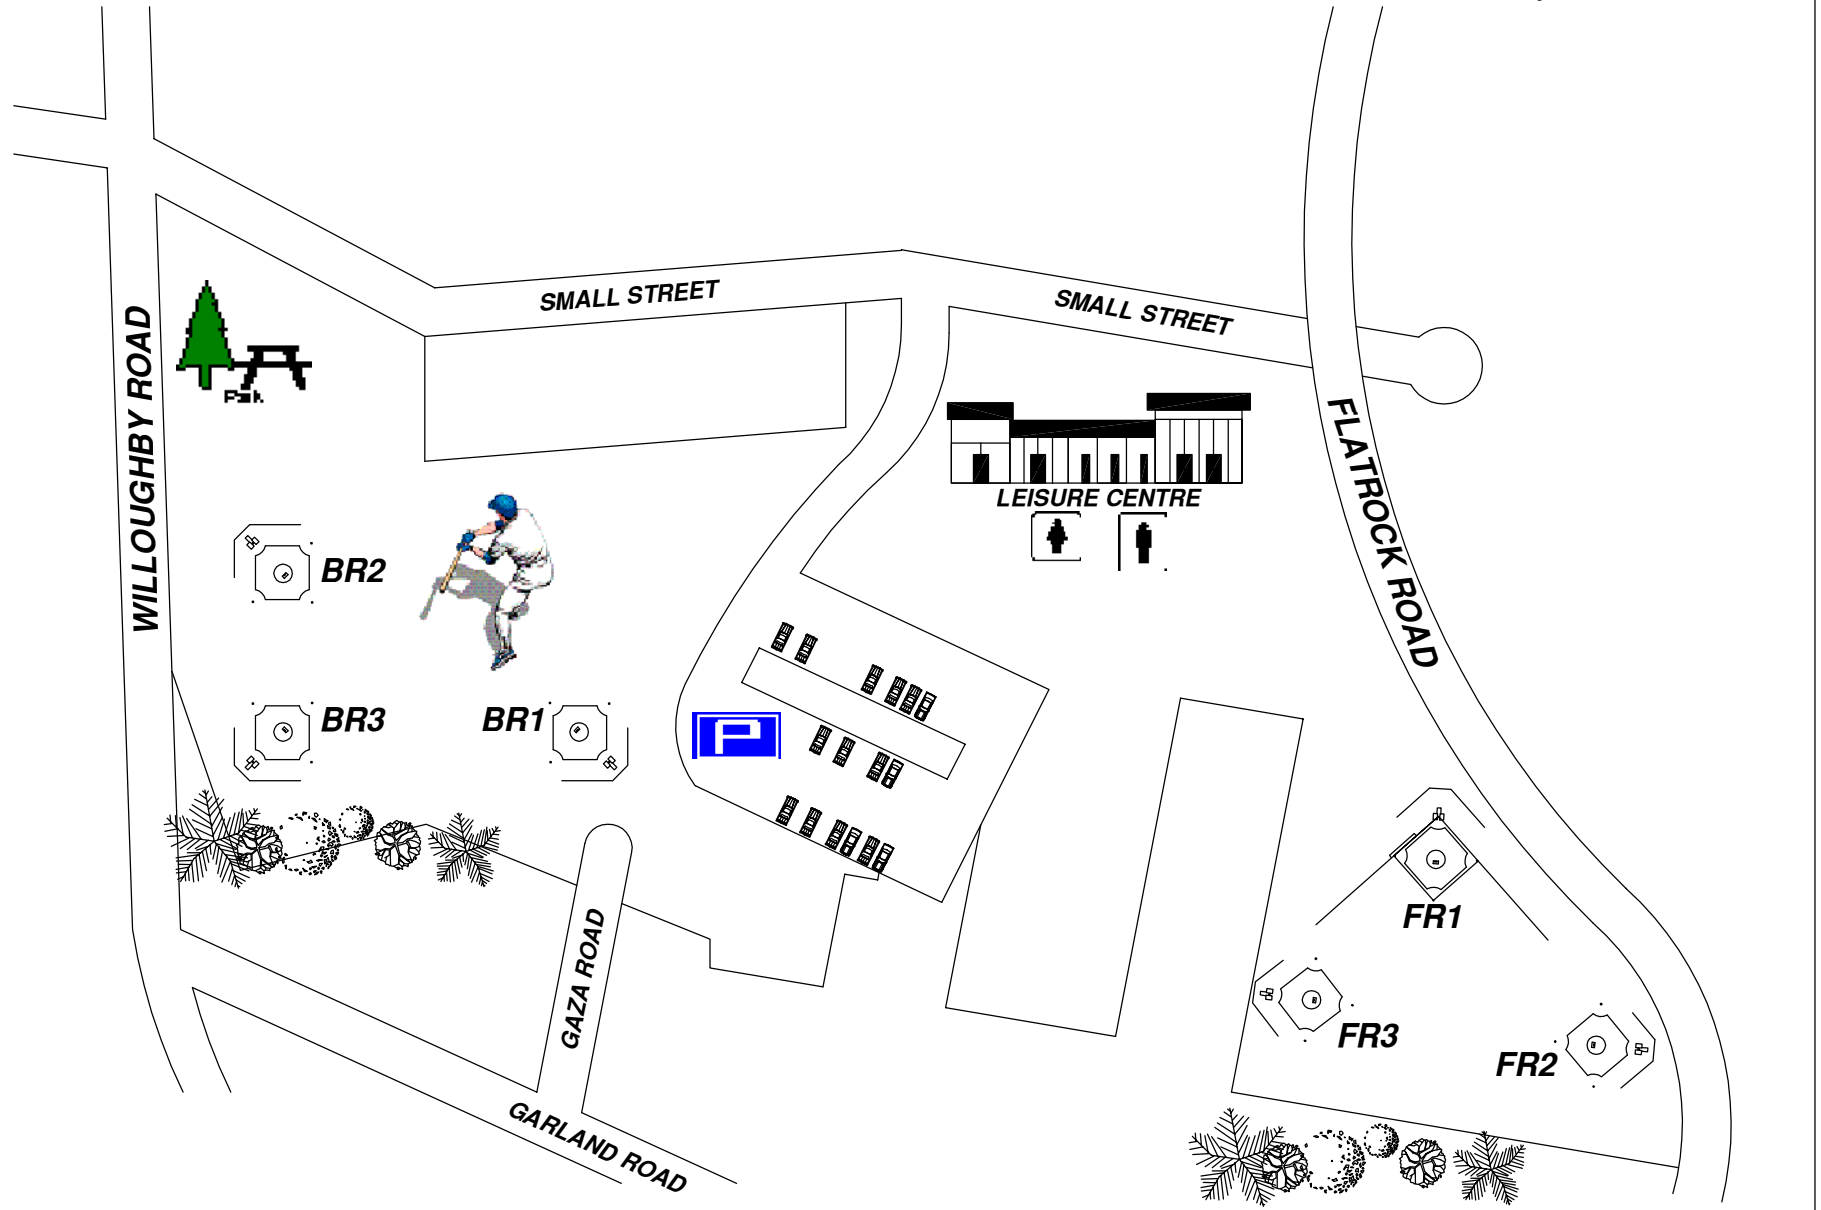 SMALL STREET
SMALL STREET
WILLOUGHBY ROAD
Park
FLATROCK ROAD
LEISURE CENTRE
BR2
BR3
BR1
P
FR1
GAZA ROAD
FR3
FR2
GARLAND ROAD